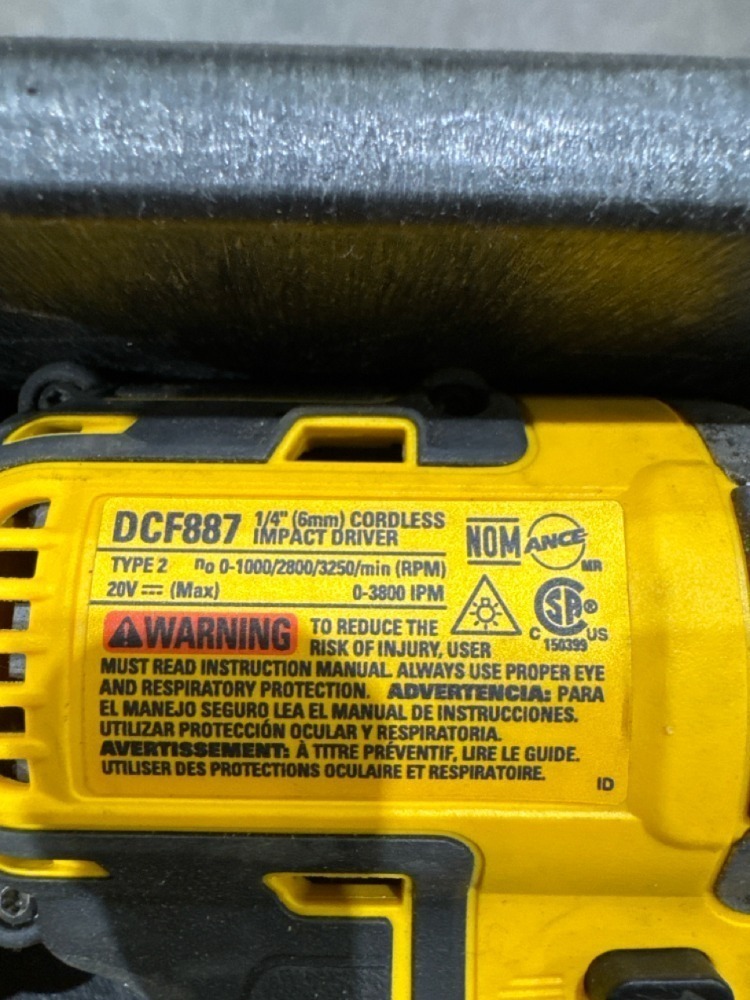 DCF887 1/4" (6mm) CORDLESS IMPACT DRIVER
TYPE 2 no 0-1000/2800/3250/min (RPM)
20V ⎓ (Max) 0-3800 IPM
NOM ANCE MR
SA ® C US
150399
WARNING TO REDUCE THE
RISK OF INJURY, USER
MUST READ INSTRUCTION MANUAL. ALWAYS USE PROPER EYE
AND RESPIRATORY PROTECTION. ADVERTENCIA: PARA
EL MANEJO SEGURO LEA EL MANUAL DE INSTRUCCIONES.
UTILIZAR PROTECCIÓN OCULAR Y RESPIRATORIA.
AVERTISSEMENT: À TITRE PRÉVENTIF, LIRE LE GUIDE.
UTILISER DES PROTECTIONS OCULAIRE ET RESPIRATOIRE.
ID